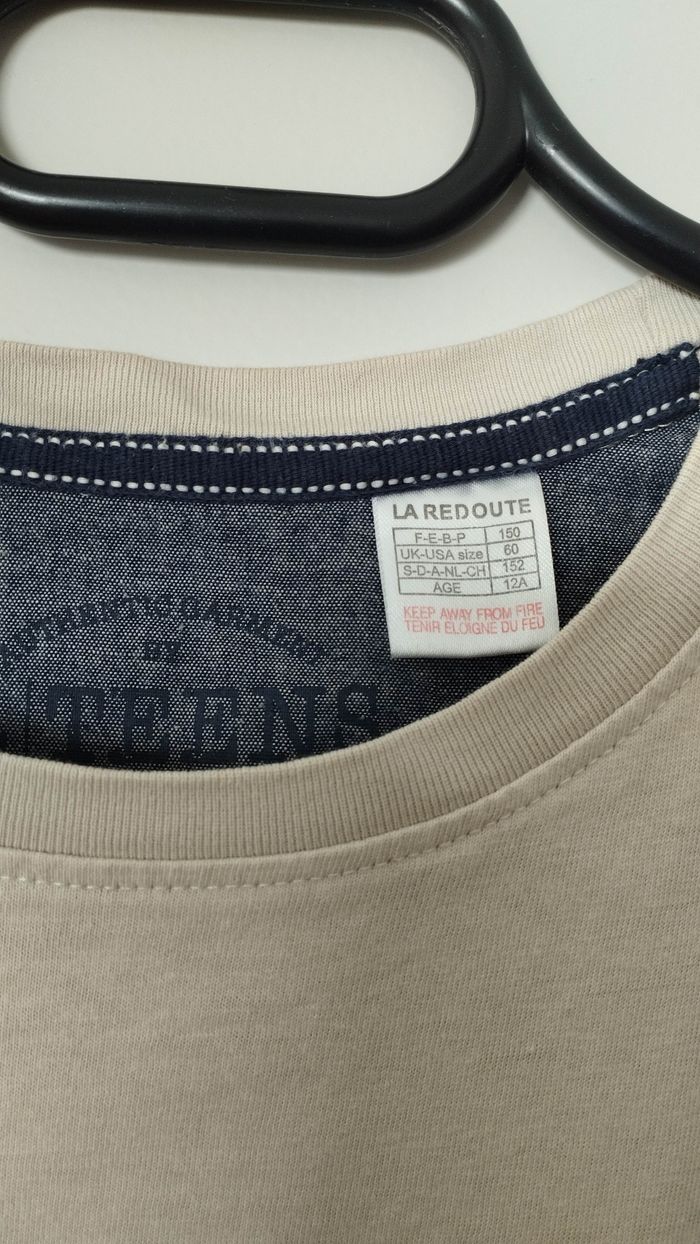 LA REDOUTE
F-E-B-P 150
UK-USA size 60
S-D-A-NL-CH 152
AGE 12A
KEEP AWAY FROM FIRE
TENIR ELOIGNE DU FEU
BY
TEENS